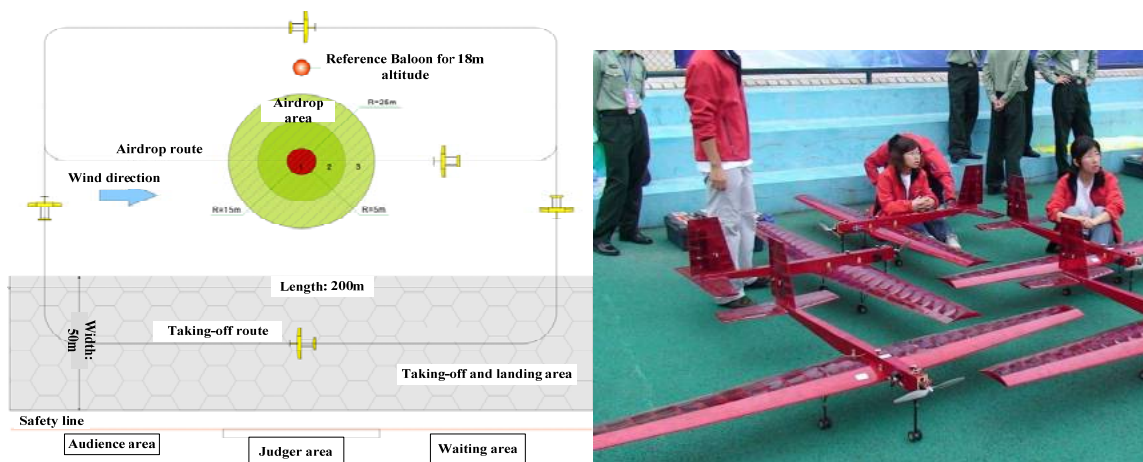 Reference Baloon for 18m
altitude
Airdrop
area
R=25m
Airdrop route
1
2
3
Wind direction
R=15m
R=5m
Length: 200m
Width:
50m
Taking-off route
Taking-off and landing area
Safety line
Audience area
Judger area
Waiting area